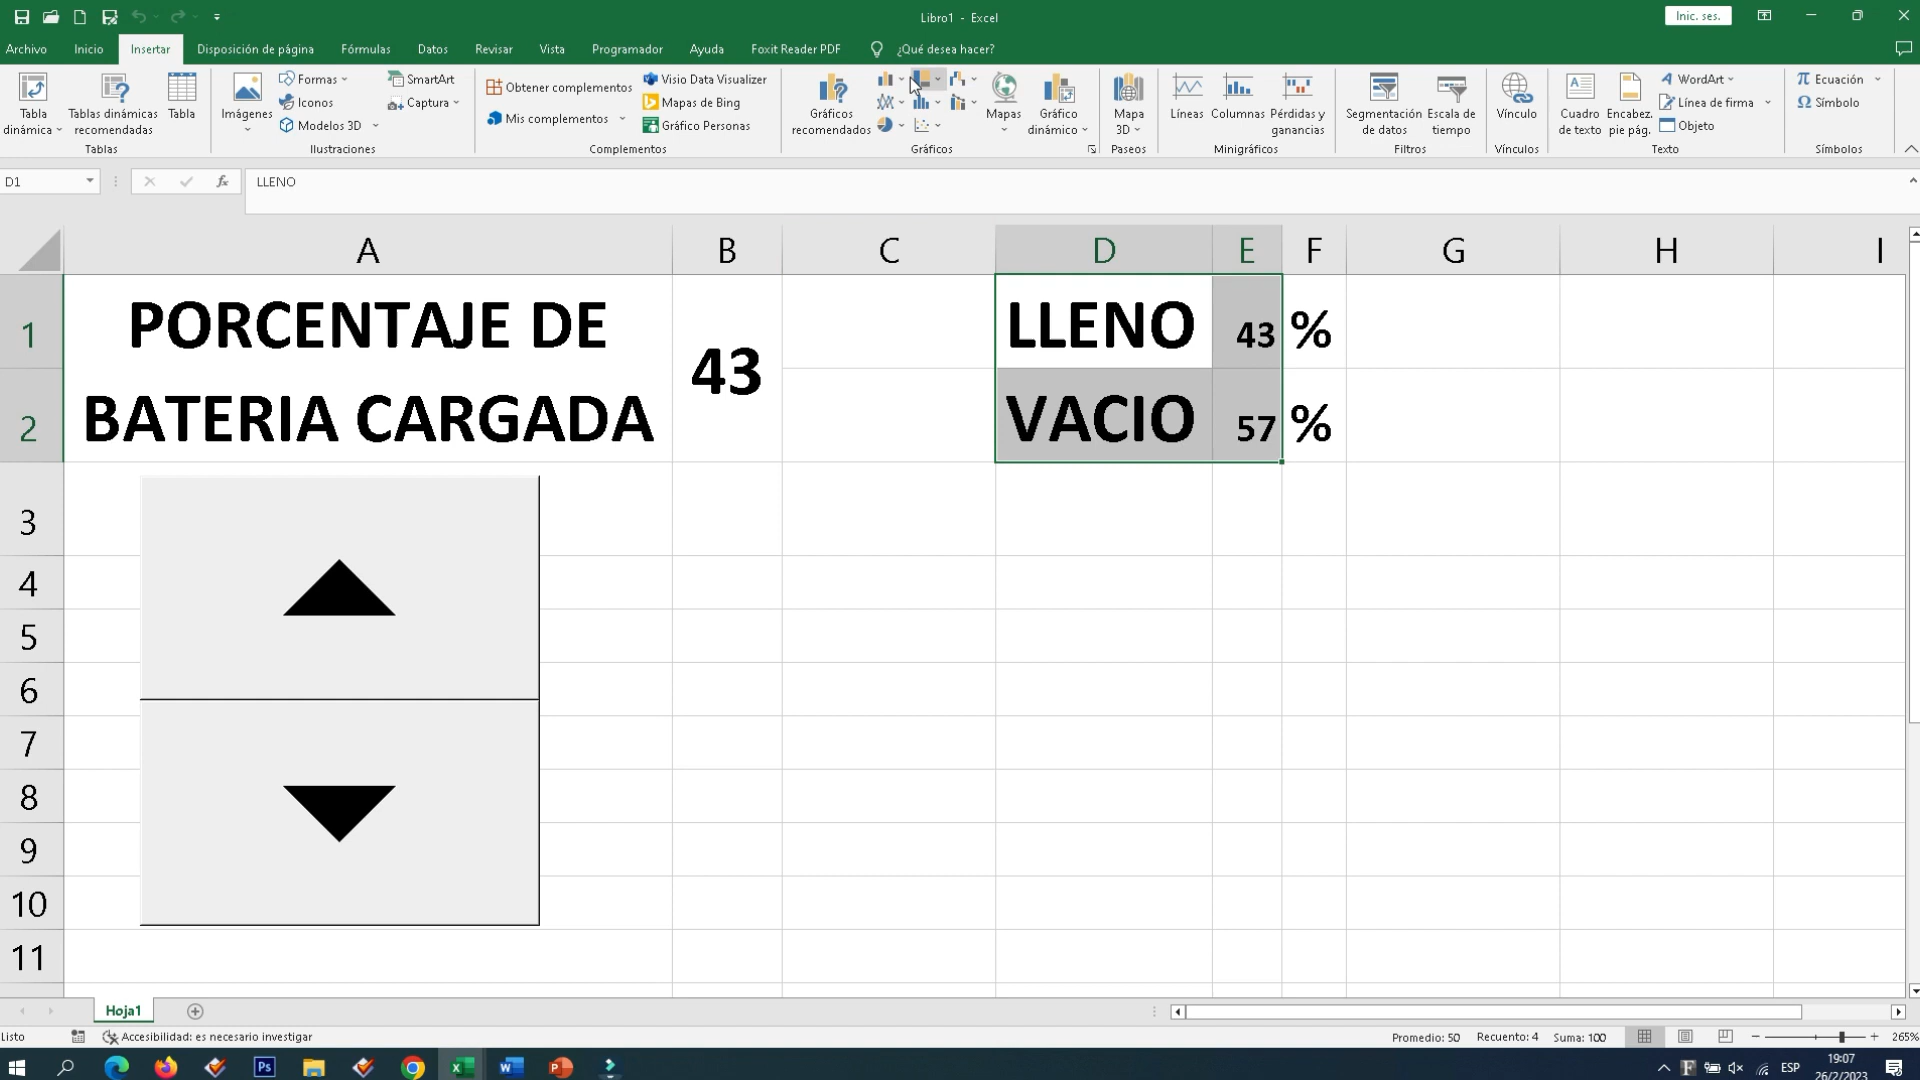 Libro1 - Excel
Inic. ses.
Archivo Inicio Insertar Disposición de página Fórmulas Datos Revisar Vista Programador Ayuda Foxit Reader PDF ¿Qué desea hacer?
Tabla dinámica
Tablas dinámicas recomendadas
Tabla
Tablas
Imágenes
Formas
Iconos
Modelos 3D
SmartArt
Captura
Ilustraciones
Obtener complementos
Mis complementos
Visio Data Visualizer
Mapas de Bing
Gráfico Personas
Complementos
Gráficos recomendados
Mapas
Gráfico dinámico
Gráficos
Mapa 3D
Paseos
Líneas
Columnas
Pérdidas y ganancias
Minigráficos
Segmentación de datos
Escala de tiempo
Filtros
Vínculo
Vínculos
Cuadro de texto
Encabez. pie pág.
WordArt
Línea de firma
Objeto
Texto
Ecuación
Símbolo
Símbolos
D1
fx
LLENO
A B C D E F G H I
1
2
3
4
5
6
7
8
9
10
11
PORCENTAJE DE
BATERIA CARGADA
43
LLENO 43 %
VACIO 57 %
Hoja1
Listo
Accesibilidad: es necesario investigar
Promedio: 50 Recuento: 4 Suma: 100
265%
Ps
ESP
19:07
26/2/2023